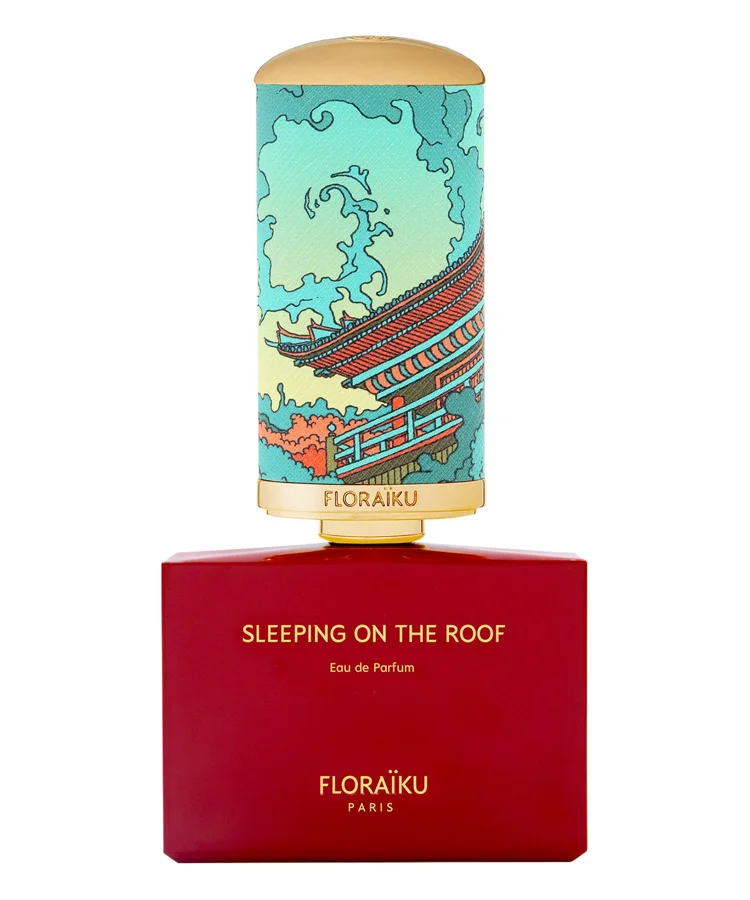 FLORAÏKU
SLEEPING ON THE ROOF
Eau de Parfum
FLORAÏKU
PARIS